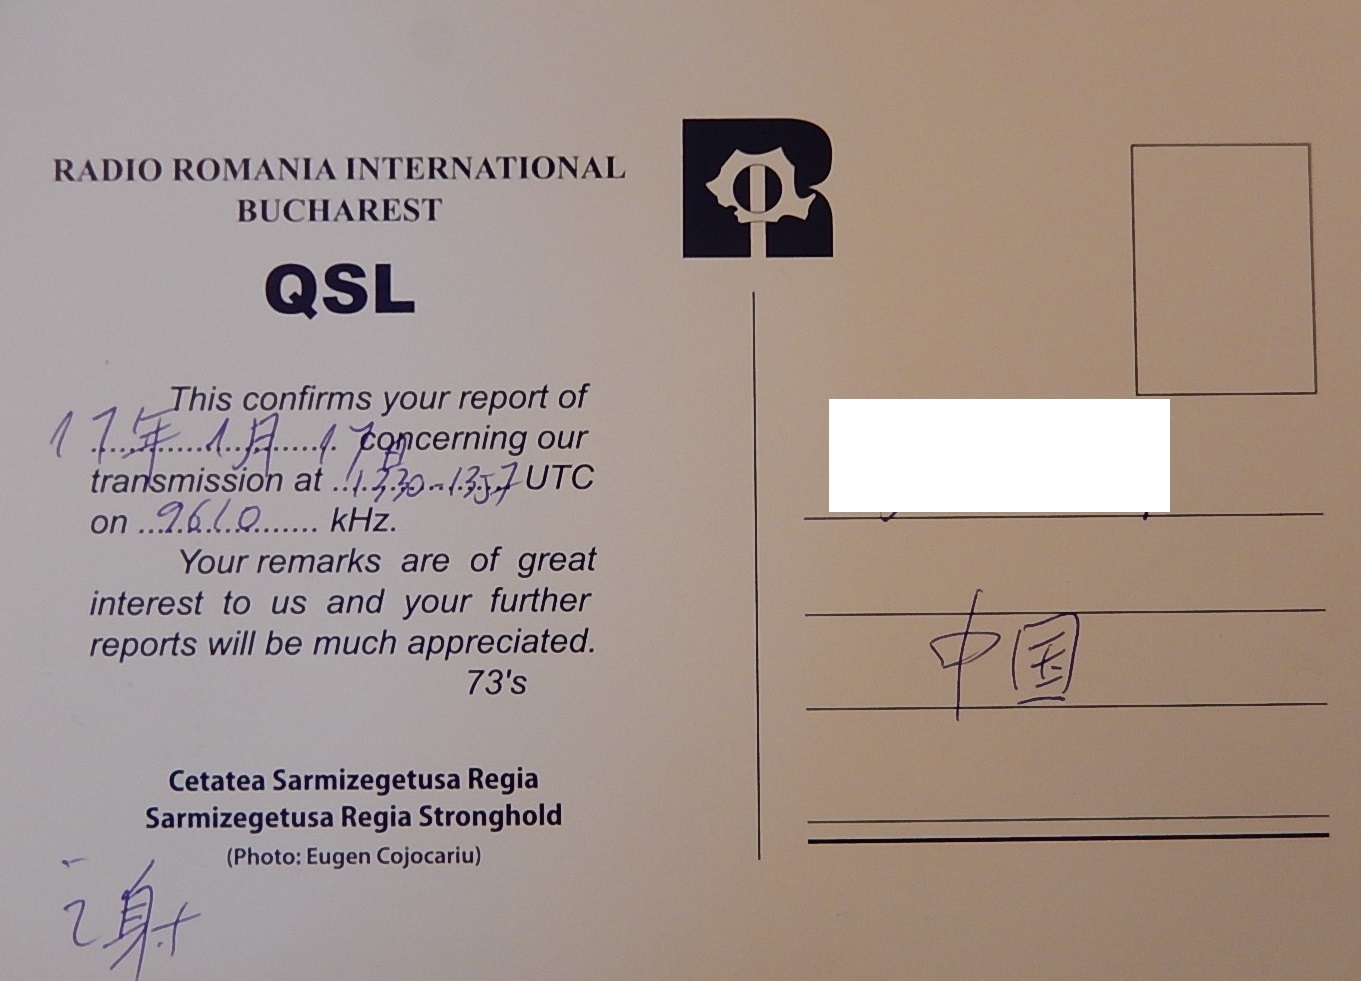 RADIO ROMANIA INTERNATIONAL
BUCHAREST
QSL
This confirms your report of
17年1月17日 concerning our
transmission at ..1330-1357 UTC
on ...9610....... kHz.
Your remarks are of great
interest to us and your further
reports will be much appreciated.
73's
Cetatea Sarmizegetusa Regia
Sarmizegetusa Regia Stronghold
(Photo: Eugen Cojocariu)
谢
中国